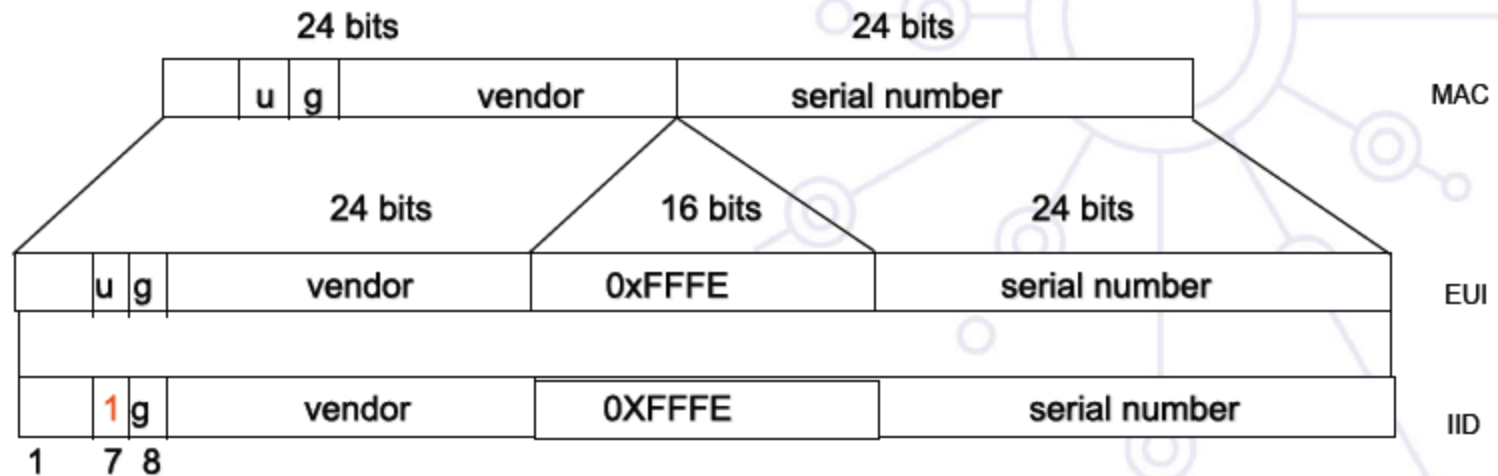 24 bits 24 bits
u g vendor serial number MAC
24 bits 16 bits 24 bits
u g vendor 0xFFFE serial number EUI
1 g vendor 0XFFFE serial number IID
1 7 8